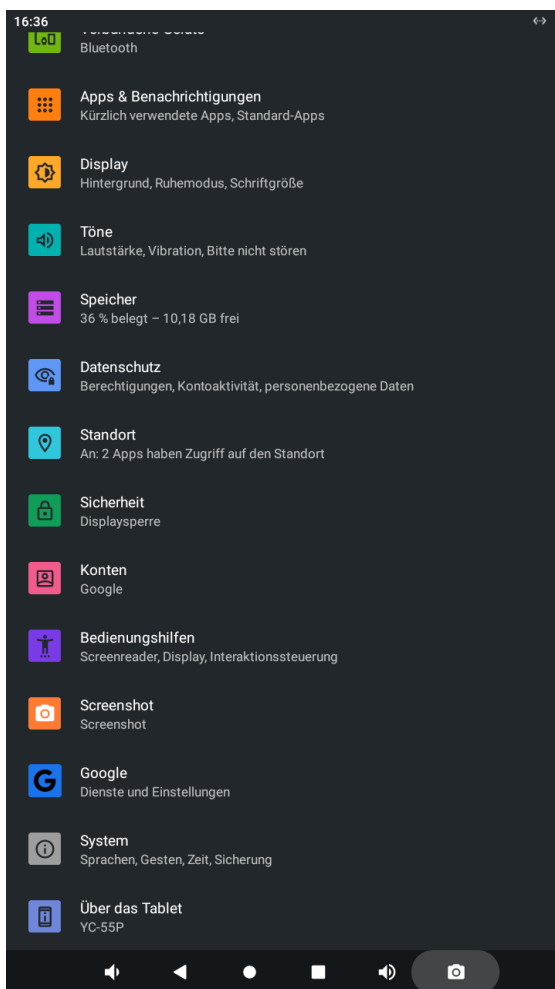 16:36
Bluetooth
Apps & Benachrichtigungen
Kürzlich verwendete Apps, Standard-Apps
Display
Hintergrund, Ruhemodus, Schriftgröße
Töne
Lautstärke, Vibration, Bitte nicht stören
Speicher
36 % belegt – 10,18 GB frei
Datenschutz
Berechtigungen, Kontoaktivität, personenbezogene Daten
Standort
An: 2 Apps haben Zugriff auf den Standort
Sicherheit
Displaysperre
Konten
Google
Bedienungshilfen
Screenreader, Display, Interaktionssteuerung
Screenshot
Screenshot
Google
Dienste und Einstellungen
System
Sprachen, Gesten, Zeit, Sicherung
Über das Tablet
YC-55P